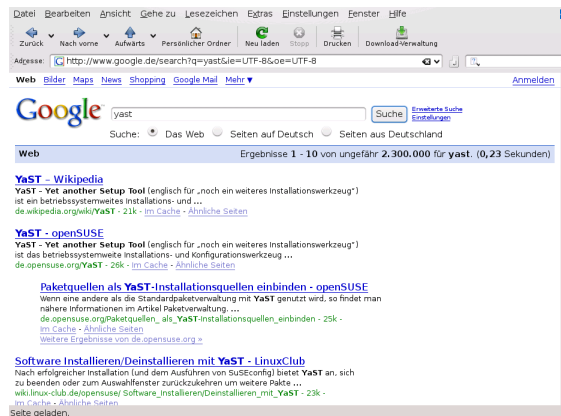 Datei Bearbeiten Ansicht Gehe zu Lesezeichen Extras Einstellungen Fenster Hilfe
Zurück Nach vorne Aufwärts Persönlicher Ordner Neu laden Stopp Drucken Download-Verwaltung
Adresse: http://www.google.de/search?q=yast&ie=UTF-8&oe=UTF-8
Web Bilder Maps News Shopping Google Mail Mehr ▼ Anmelden
Google yast Suche Erweiterte Suche
Einstellungen
Suche: Das Web Seiten auf Deutsch Seiten aus Deutschland
Web Ergebnisse 1 - 10 von ungefähr 2.300.000 für yast. (0,23 Sekunden)
YaST – Wikipedia
YaST – Yet another Setup Tool (englisch für „noch ein weiteres Installationswerkzeug“)
ist ein betriebssystemweites Installations- und ...
de.wikipedia.org/wiki/YaST - 21k - Im Cache - Ähnliche Seiten
YaST - openSUSE
YaST – Yet another Setup Tool (englisch für „noch ein weiteres Installationswerkzeug“)
ist das betriebssystemweite Installations- und Konfigurationswerkzeug ...
de.opensuse.org/YaST - 26k - Im Cache - Ähnliche Seiten
Paketquellen als YaST-Installationsquellen einbinden - openSUSE
Wenn eine andere als die Standardpaketverwaltung mit YaST genutzt wird, so findet man
nähere Informationen im Artikel Paketverwaltung. ...
de.opensuse.org/Paketquellen_ als_YaST-Installationsquellen_einbinden - 25k -
Im Cache - Ähnliche Seiten
Weitere Ergebnisse von de.opensuse.org »
Software Installieren/Deinstallieren mit YaST - LinuxClub
Nach erfolgreicher Installation (und dem Ausführen von SuSEconfig) bietet YaST an, sich
zu beenden oder zum Auswahlfenster zurückzukehren um weitere Pakte ...
wiki.linux-club.de/opensuse/ Software_Installieren/Deinstallieren_mit_YaST - 23k -
Im Cache - Ähnliche Seiten
Seite geladen.